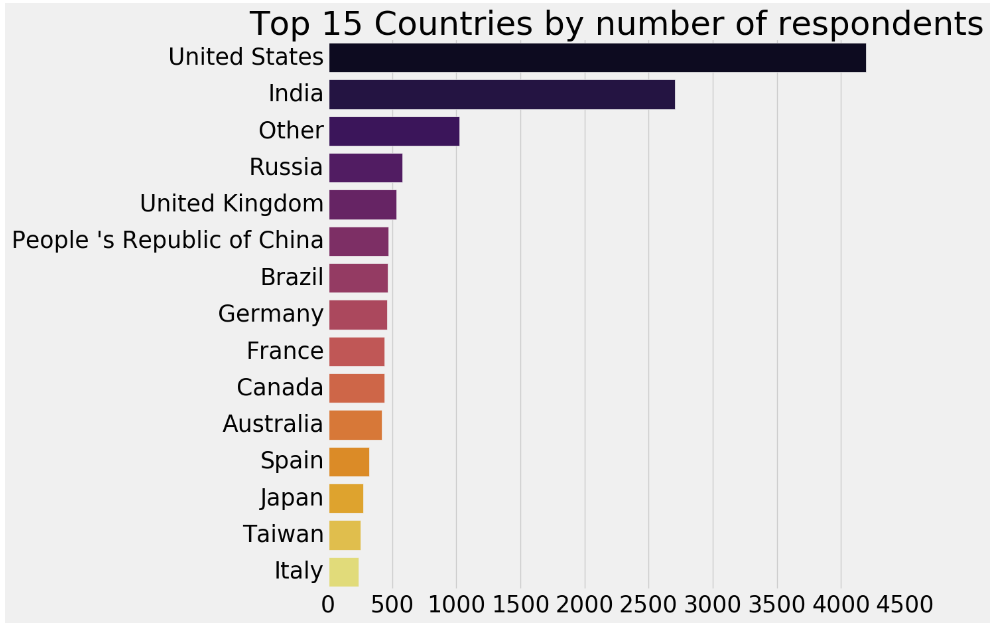 Top 15 Countries by number of respondents
United States
India
Other
Russia
United Kingdom
People 's Republic of China
Brazil
Germany
France
Canada
Australia
Spain
Japan
Taiwan
Italy
0 500 1000 1500 2000 2500 3000 3500 4000 4500